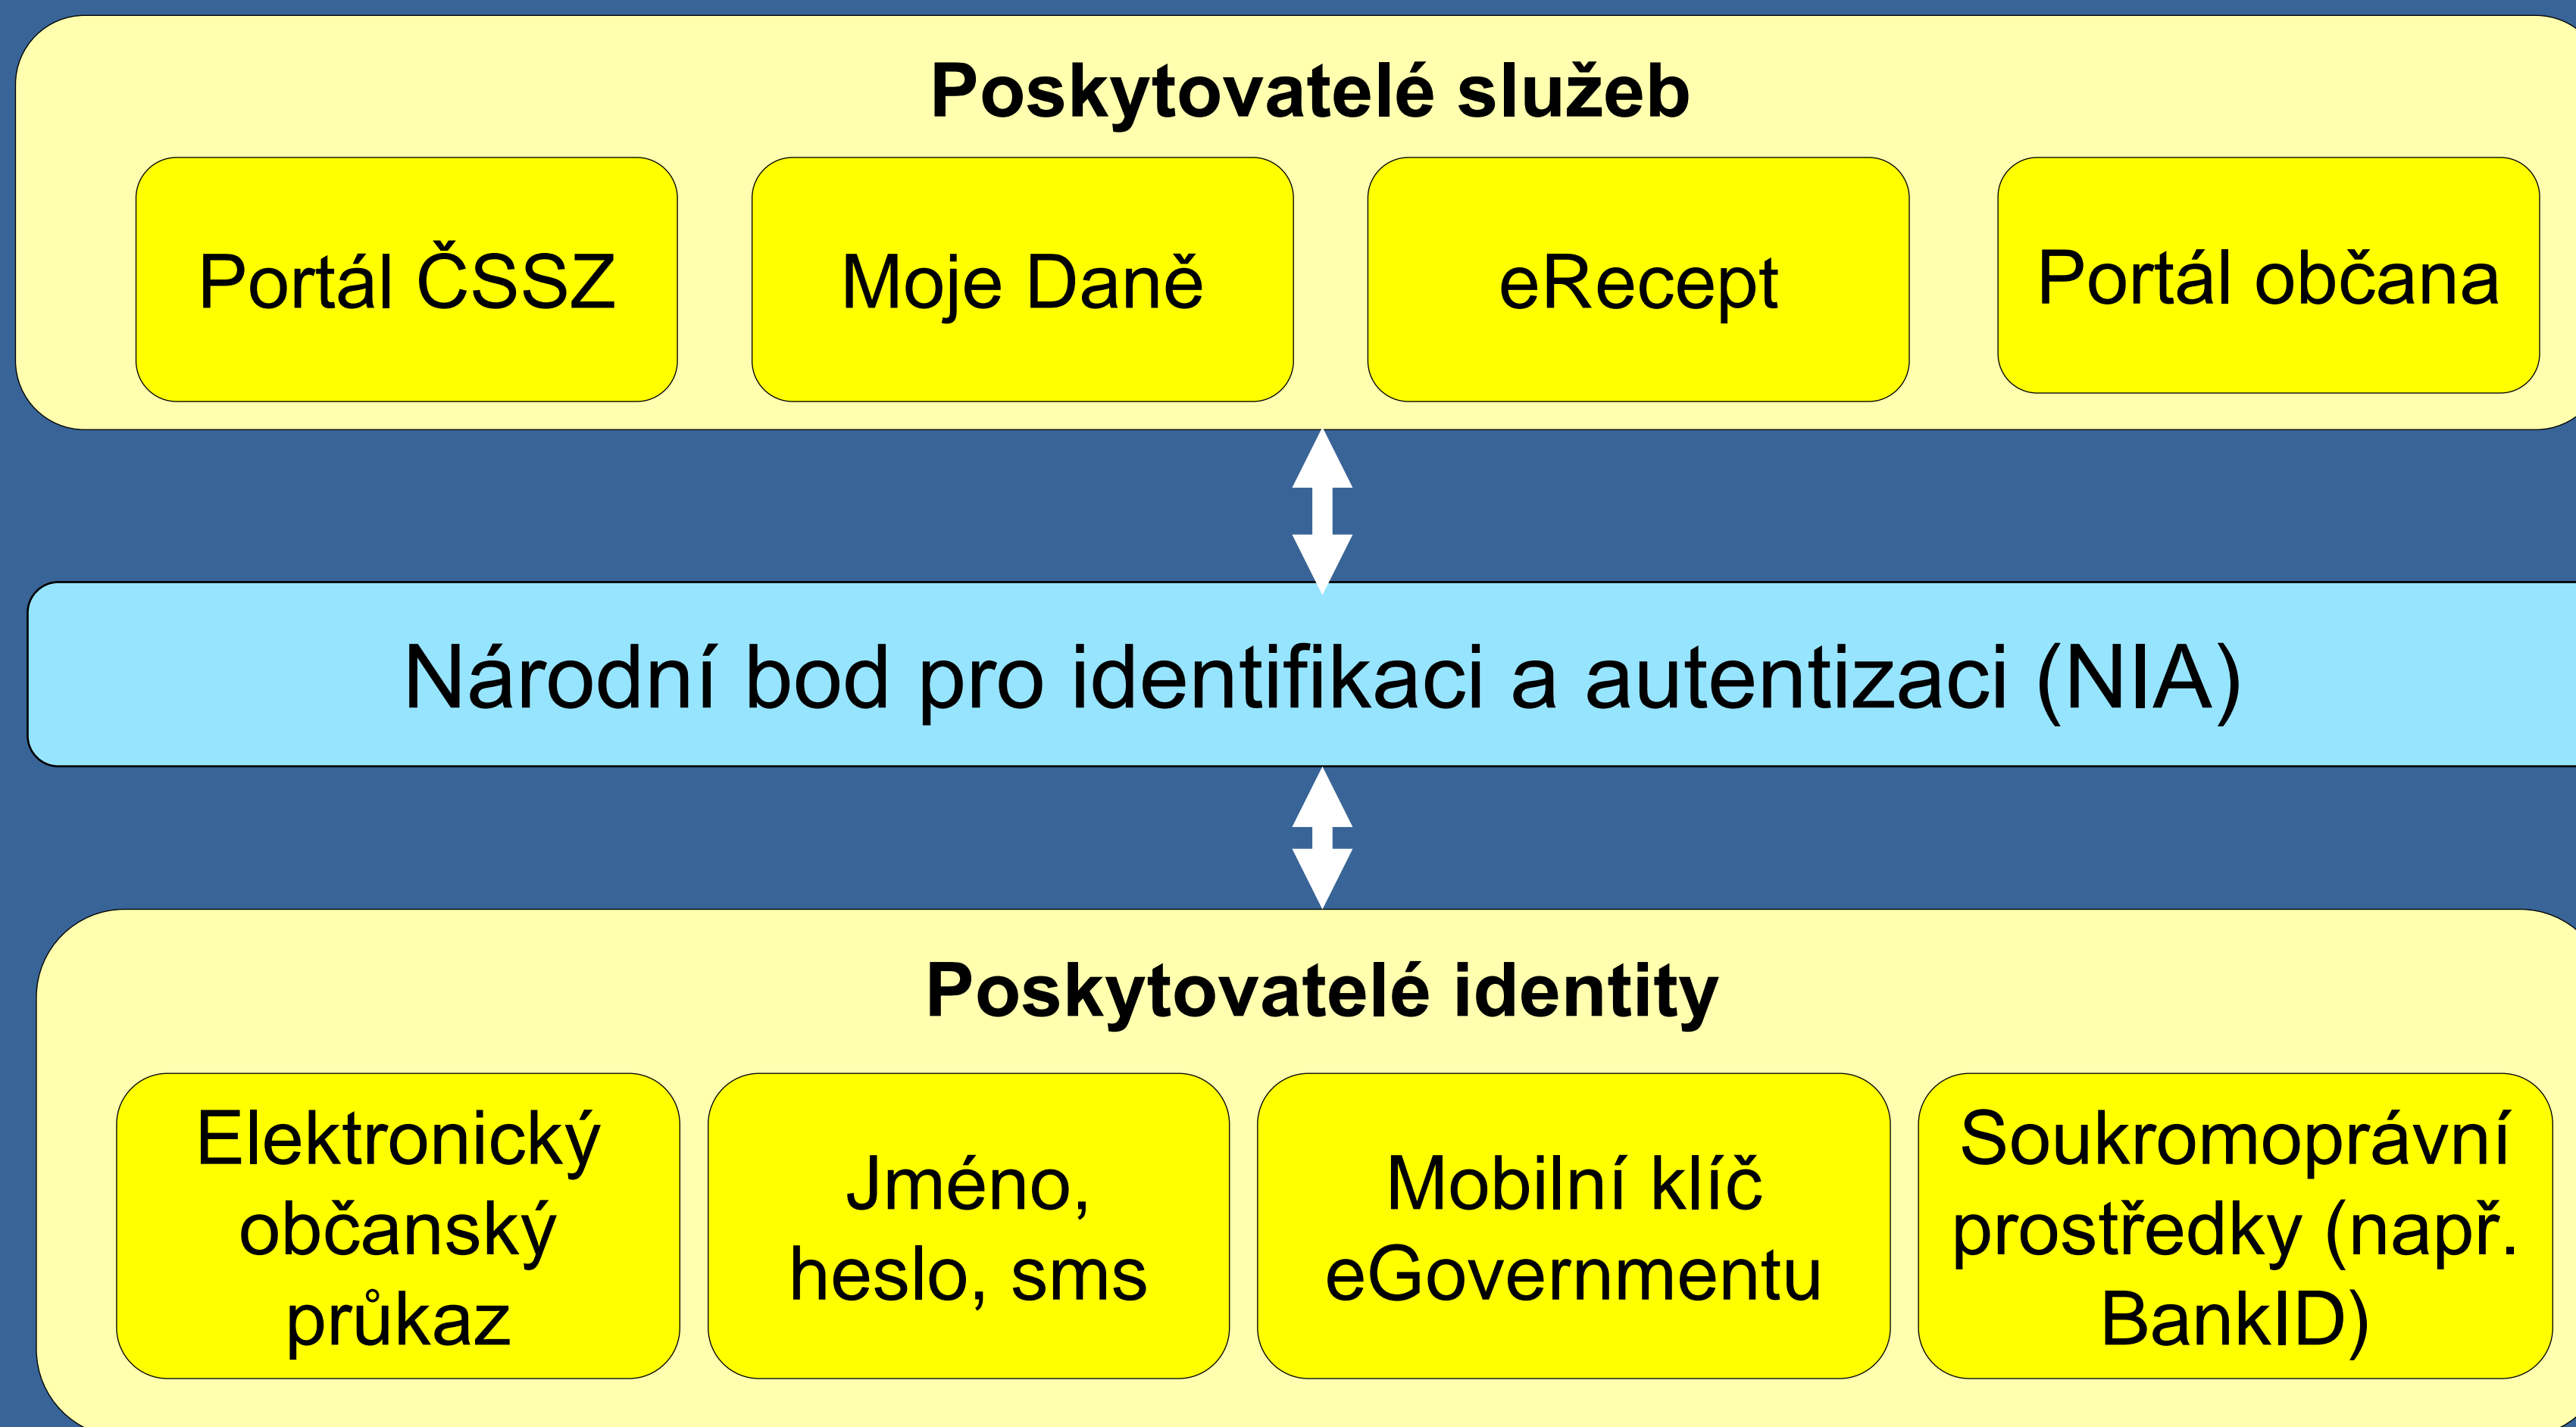 Poskytovatelé služeb
Portál ČSSZ
Moje Daně
eRecept
Portál občana
Národní bod pro identifikaci a autentizaci (NIA)
Poskytovatelé identity
Elektronický
občanský
průkaz
Jméno,
heslo, sms
Mobilní klíč
eGovernmentu
Soukromoprávní
prostředky (např.
BankID)